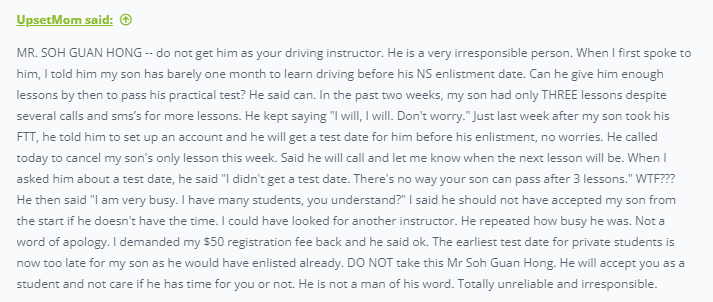 UpsetMom said:
MR. SOH GUAN HONG -- do not get him as your driving instructor. He is a very irresponsible person. When I first spoke to
him, I told him my son has barely one month to learn driving before his NS enlistment date. Can he give him enough
lessons by then to pass his practical test? He said can. In the past two weeks, my son had only THREE lessons despite
several calls and sms's for more lessons. He kept saying "I will, I will. Don't worry." Just last week after my son took his
FTT, he told him to set up an account and he will get a test date for him before his enlistment, no worries. He called
today to cancel my son's only lesson this week. Said he will call and let me know when the next lesson will be. When I
asked him about a test date, he said "I didn't get a test date. There's no way your son can pass after 3 lessons." WTF???
He then said "I am very busy. I have many students, you understand?" I said he should not have accepted my son from
the start if he doesn't have the time. I could have looked for another instructor. He repeated how busy he was. Not a
word of apology. I demanded my $50 registration fee back and he said ok. The earliest test date for private students is
now too late for my son as he would have enlisted already. DO NOT take this Mr Soh Guan Hong. He will accept you as a
student and not care if he has time for you or not. He is not a man of his word. Totally unreliable and irresponsible.